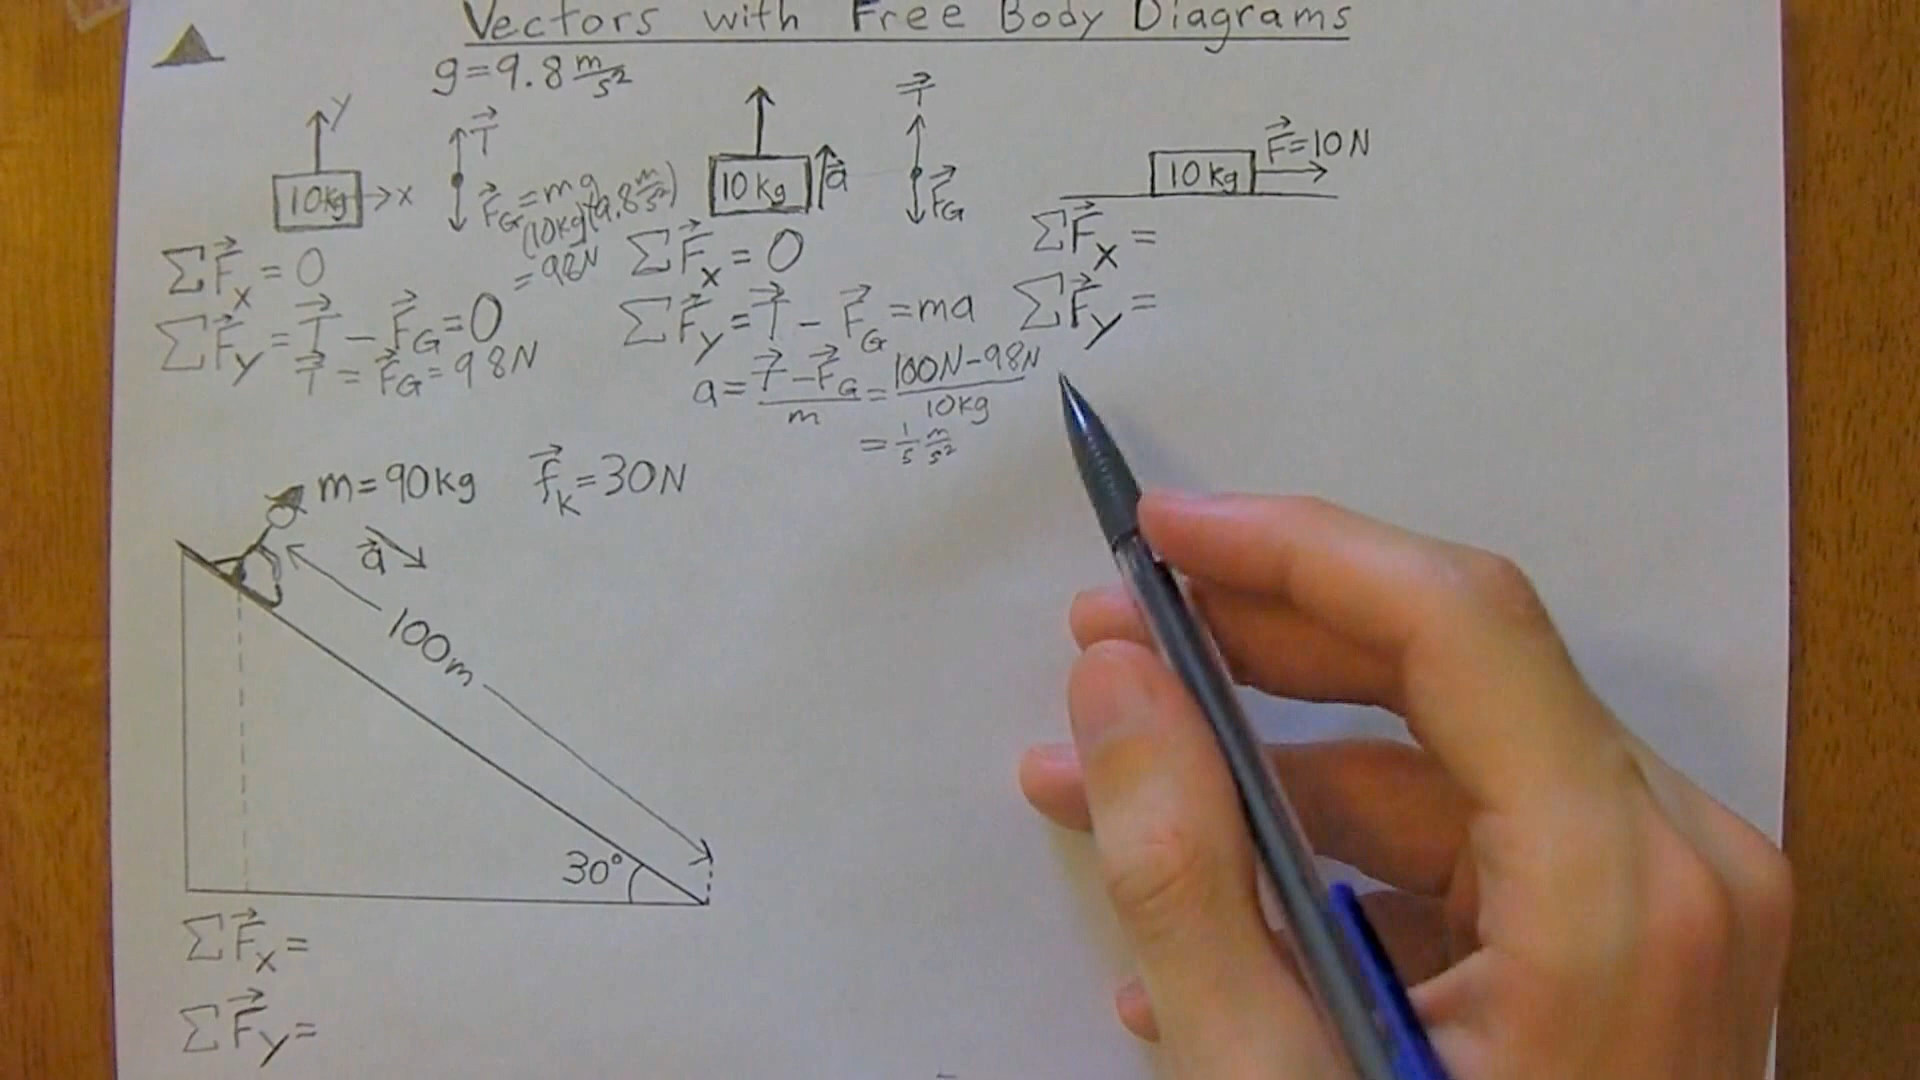 Vectors with Free Body Diagrams
g=9.8 m/s²
y
10kg
x
T
F_G=mg
(10kg)(9.8 m/s²)
=98N
ΣF_x=0
ΣF_y=T-F_G=0
T=F_G=98N
10kg
a
T
F_G
ΣF_x=0
ΣF_y=T-F_G=ma
a=(T-F_G)/m=(100N-98N)/10kg
=1/5 m/s²
10kg
F=10N
ΣF_x=
ΣF_y=
m=90kg
f_k=30N
a
100m
30°
ΣF_x=
ΣF_y=